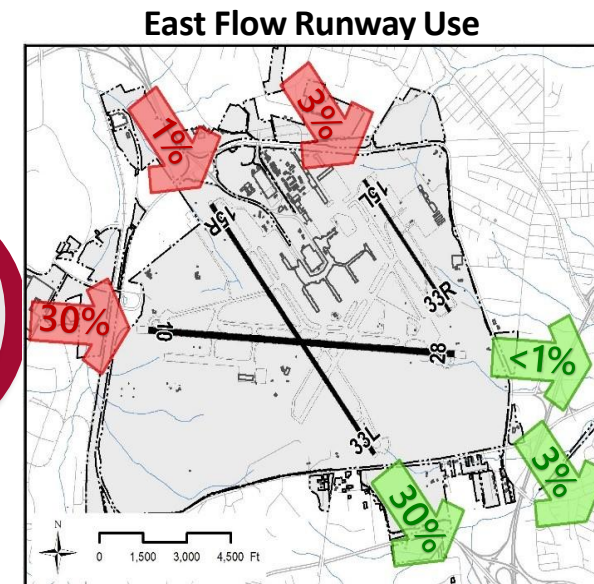 East Flow Runway Use
1%
3%
15R
15L
30%
33R
10
28
<1%
33L
3%
30%
N
0 1,500 3,000 4,500 Ft